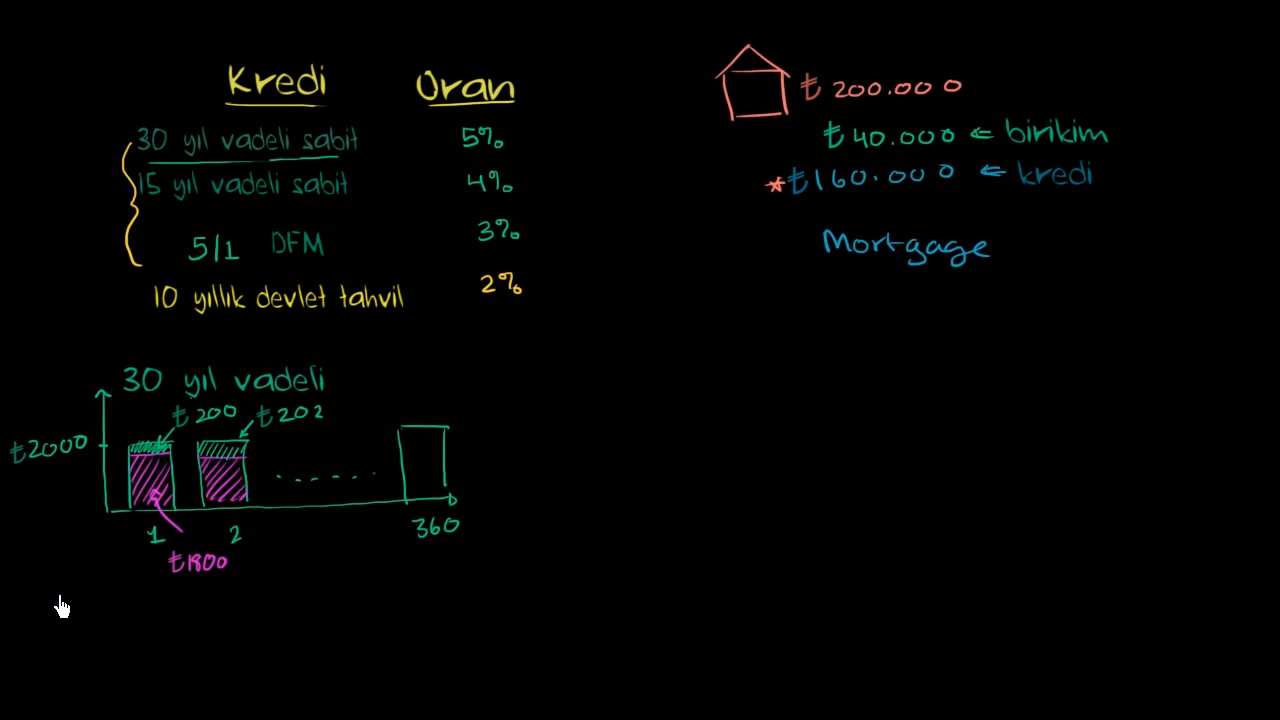 Kredi Oran
30 yıl vadeli sabit 5%
15 yıl vadeli sabit 4%
5/1 DFM 3%
10 yıllık devlet tahvil 2%
₺ 200.000
₺ 40.000 ← birikim
*₺160.000 ← kredi
Mortgage
30 yıl vadeli
₺200 ₺202
₺2000
1 2 360
₺1800